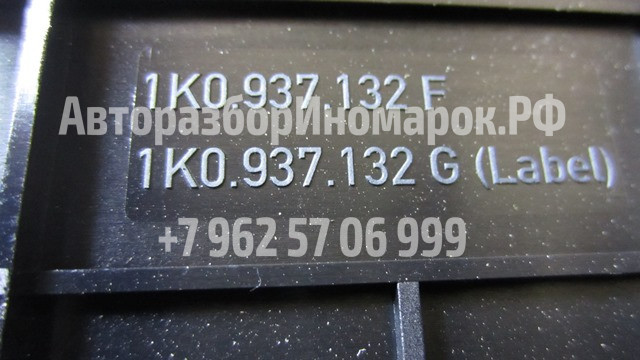 1K0.937.132 F
АвторазборИномарок.РФ
1K0.937.132 G (Label)
+7 962 57 06 999